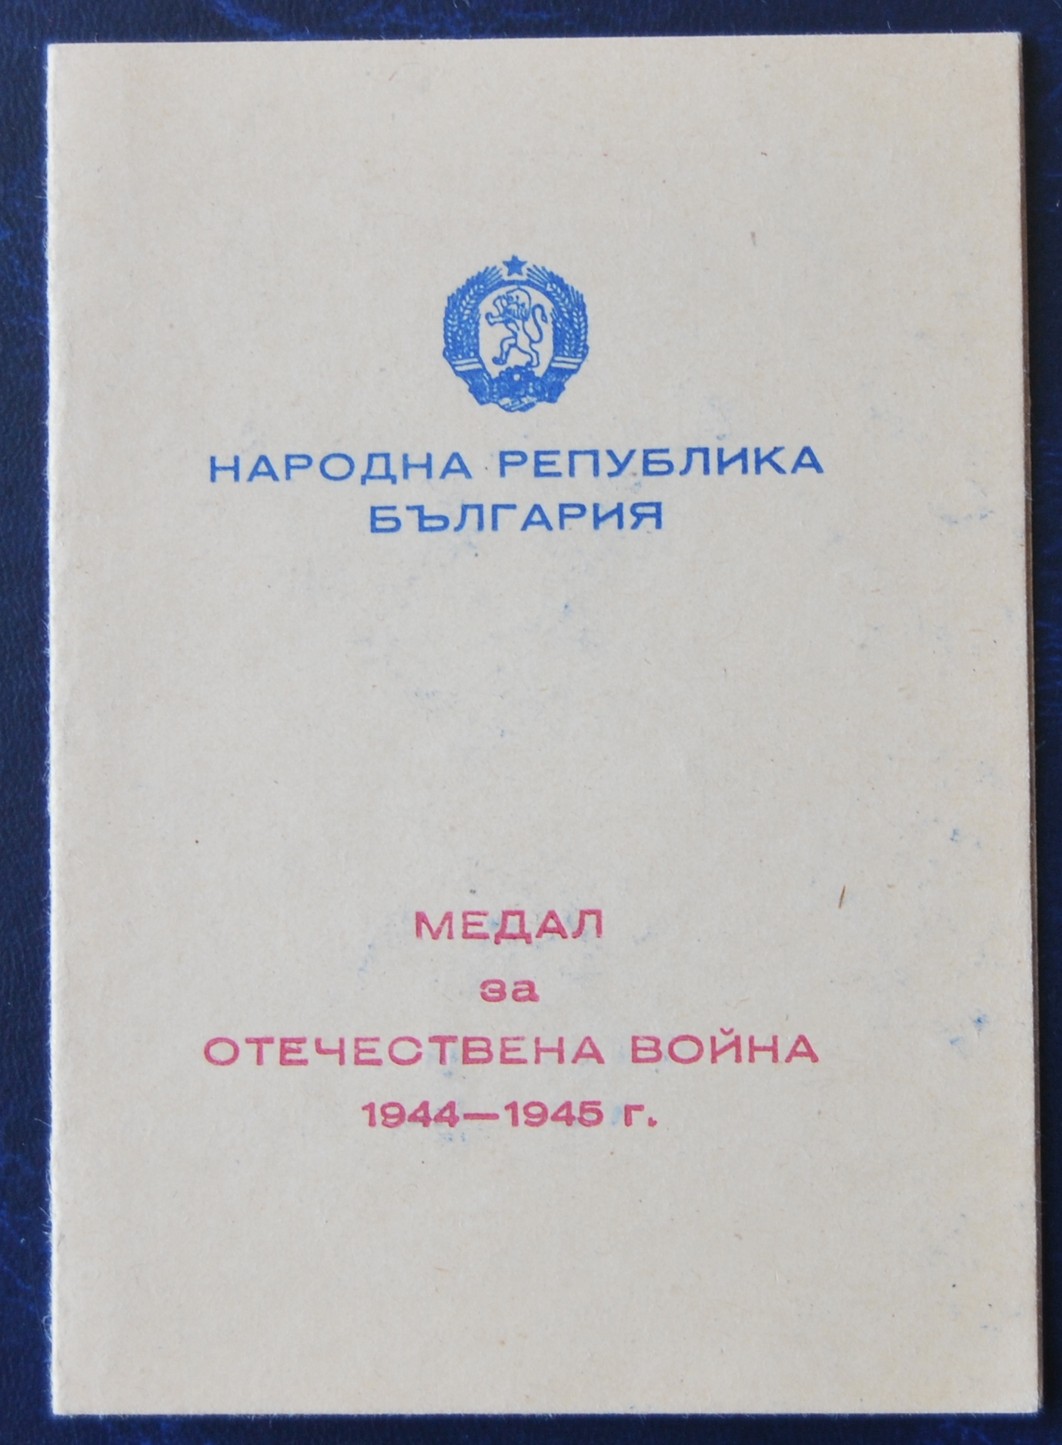 НАРОДНА РЕПУБЛИКА
БЪЛГАРИЯ
МЕДАЛ
за
ОТЕЧЕСТВЕНА ВОЙНА
1944—1945 г.